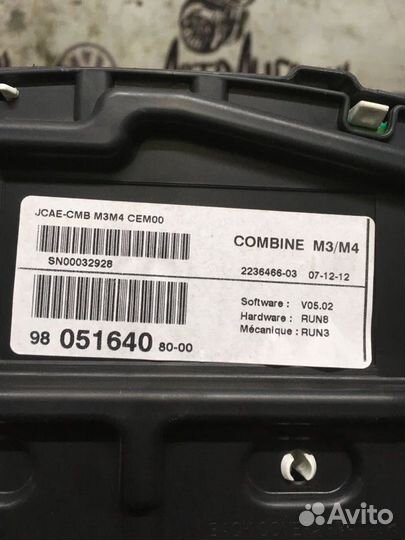 JCAE-CMB M3M4 CEM00
SN00032928
COMBINE M3/M4
2236466-03 07-12-12
Software : V05.02
Hardware : RUN8
Mécanique : RUN3
98 051640 80-00
Avito